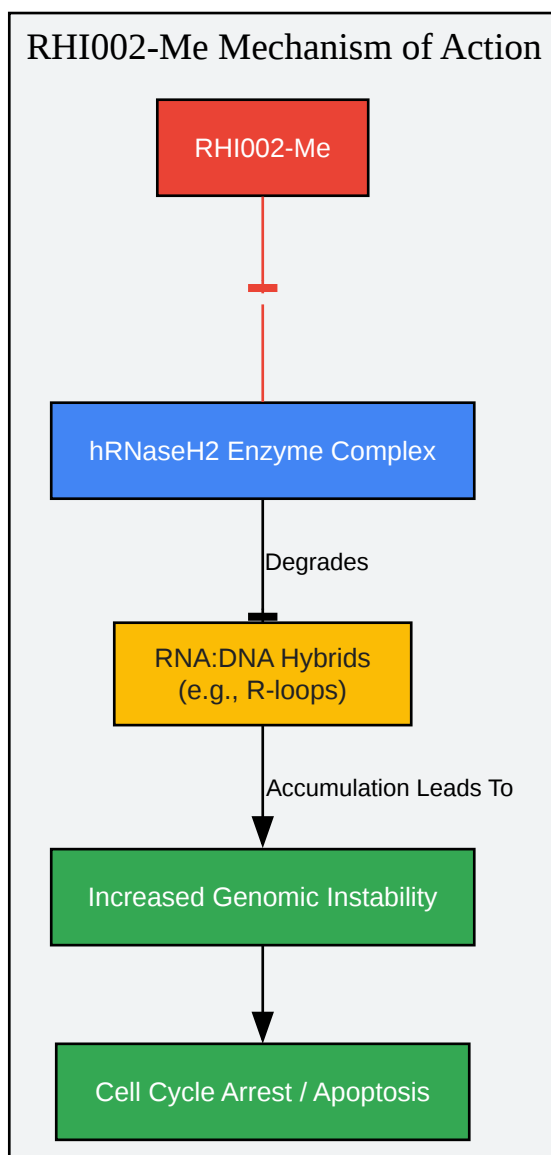 RHI002-Me Mechanism of Action
RHI002-Me
hRNaseH2 Enzyme Complex
Degrades
RNA:DNA Hybrids
(e.g., R-loops)
Accumulation Leads To
Increased Genomic Instability
Cell Cycle Arrest / Apoptosis